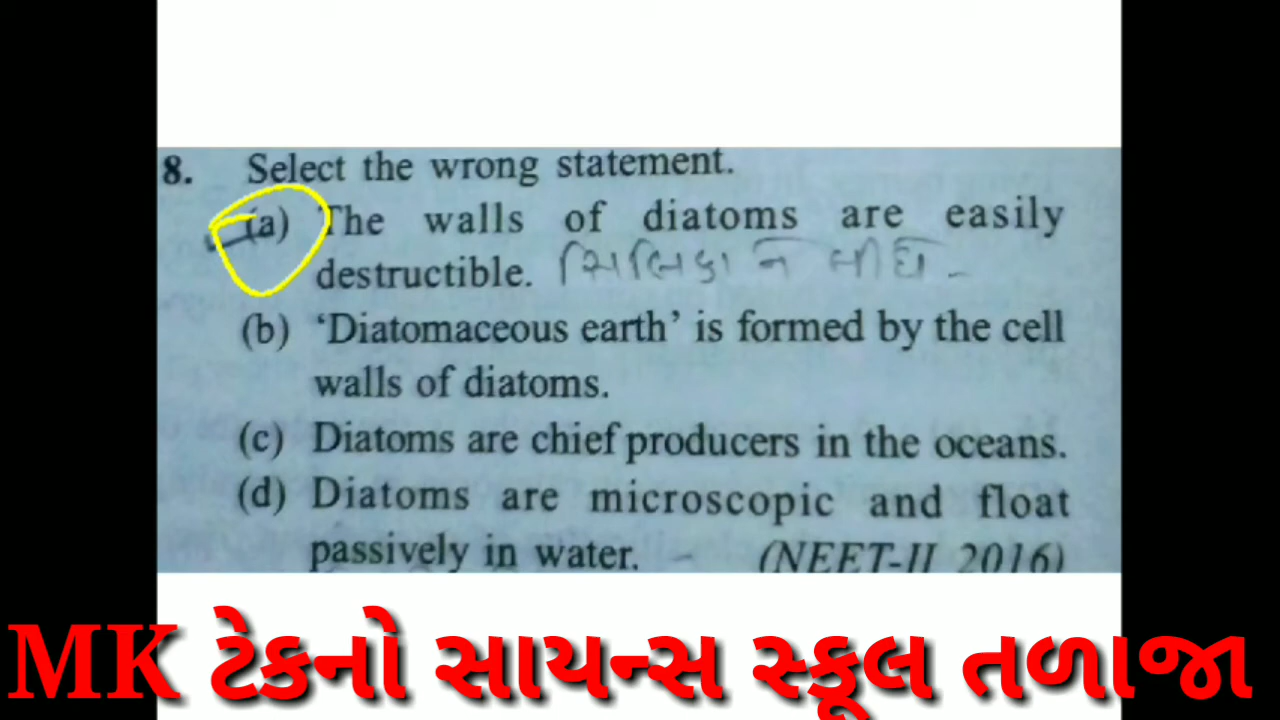 8. Select the wrong statement.
(a) The walls of diatoms are easily
destructible. સિલિકા ને લીધે -
(b) ‘Diatomaceous earth’ is formed by the cell
walls of diatoms.
(c) Diatoms are chief producers in the oceans.
(d) Diatoms are microscopic and float
passively in water. - (NEET-II 2016)
MK ટેકનો સાયન્સ સ્કૂલ તળાજા